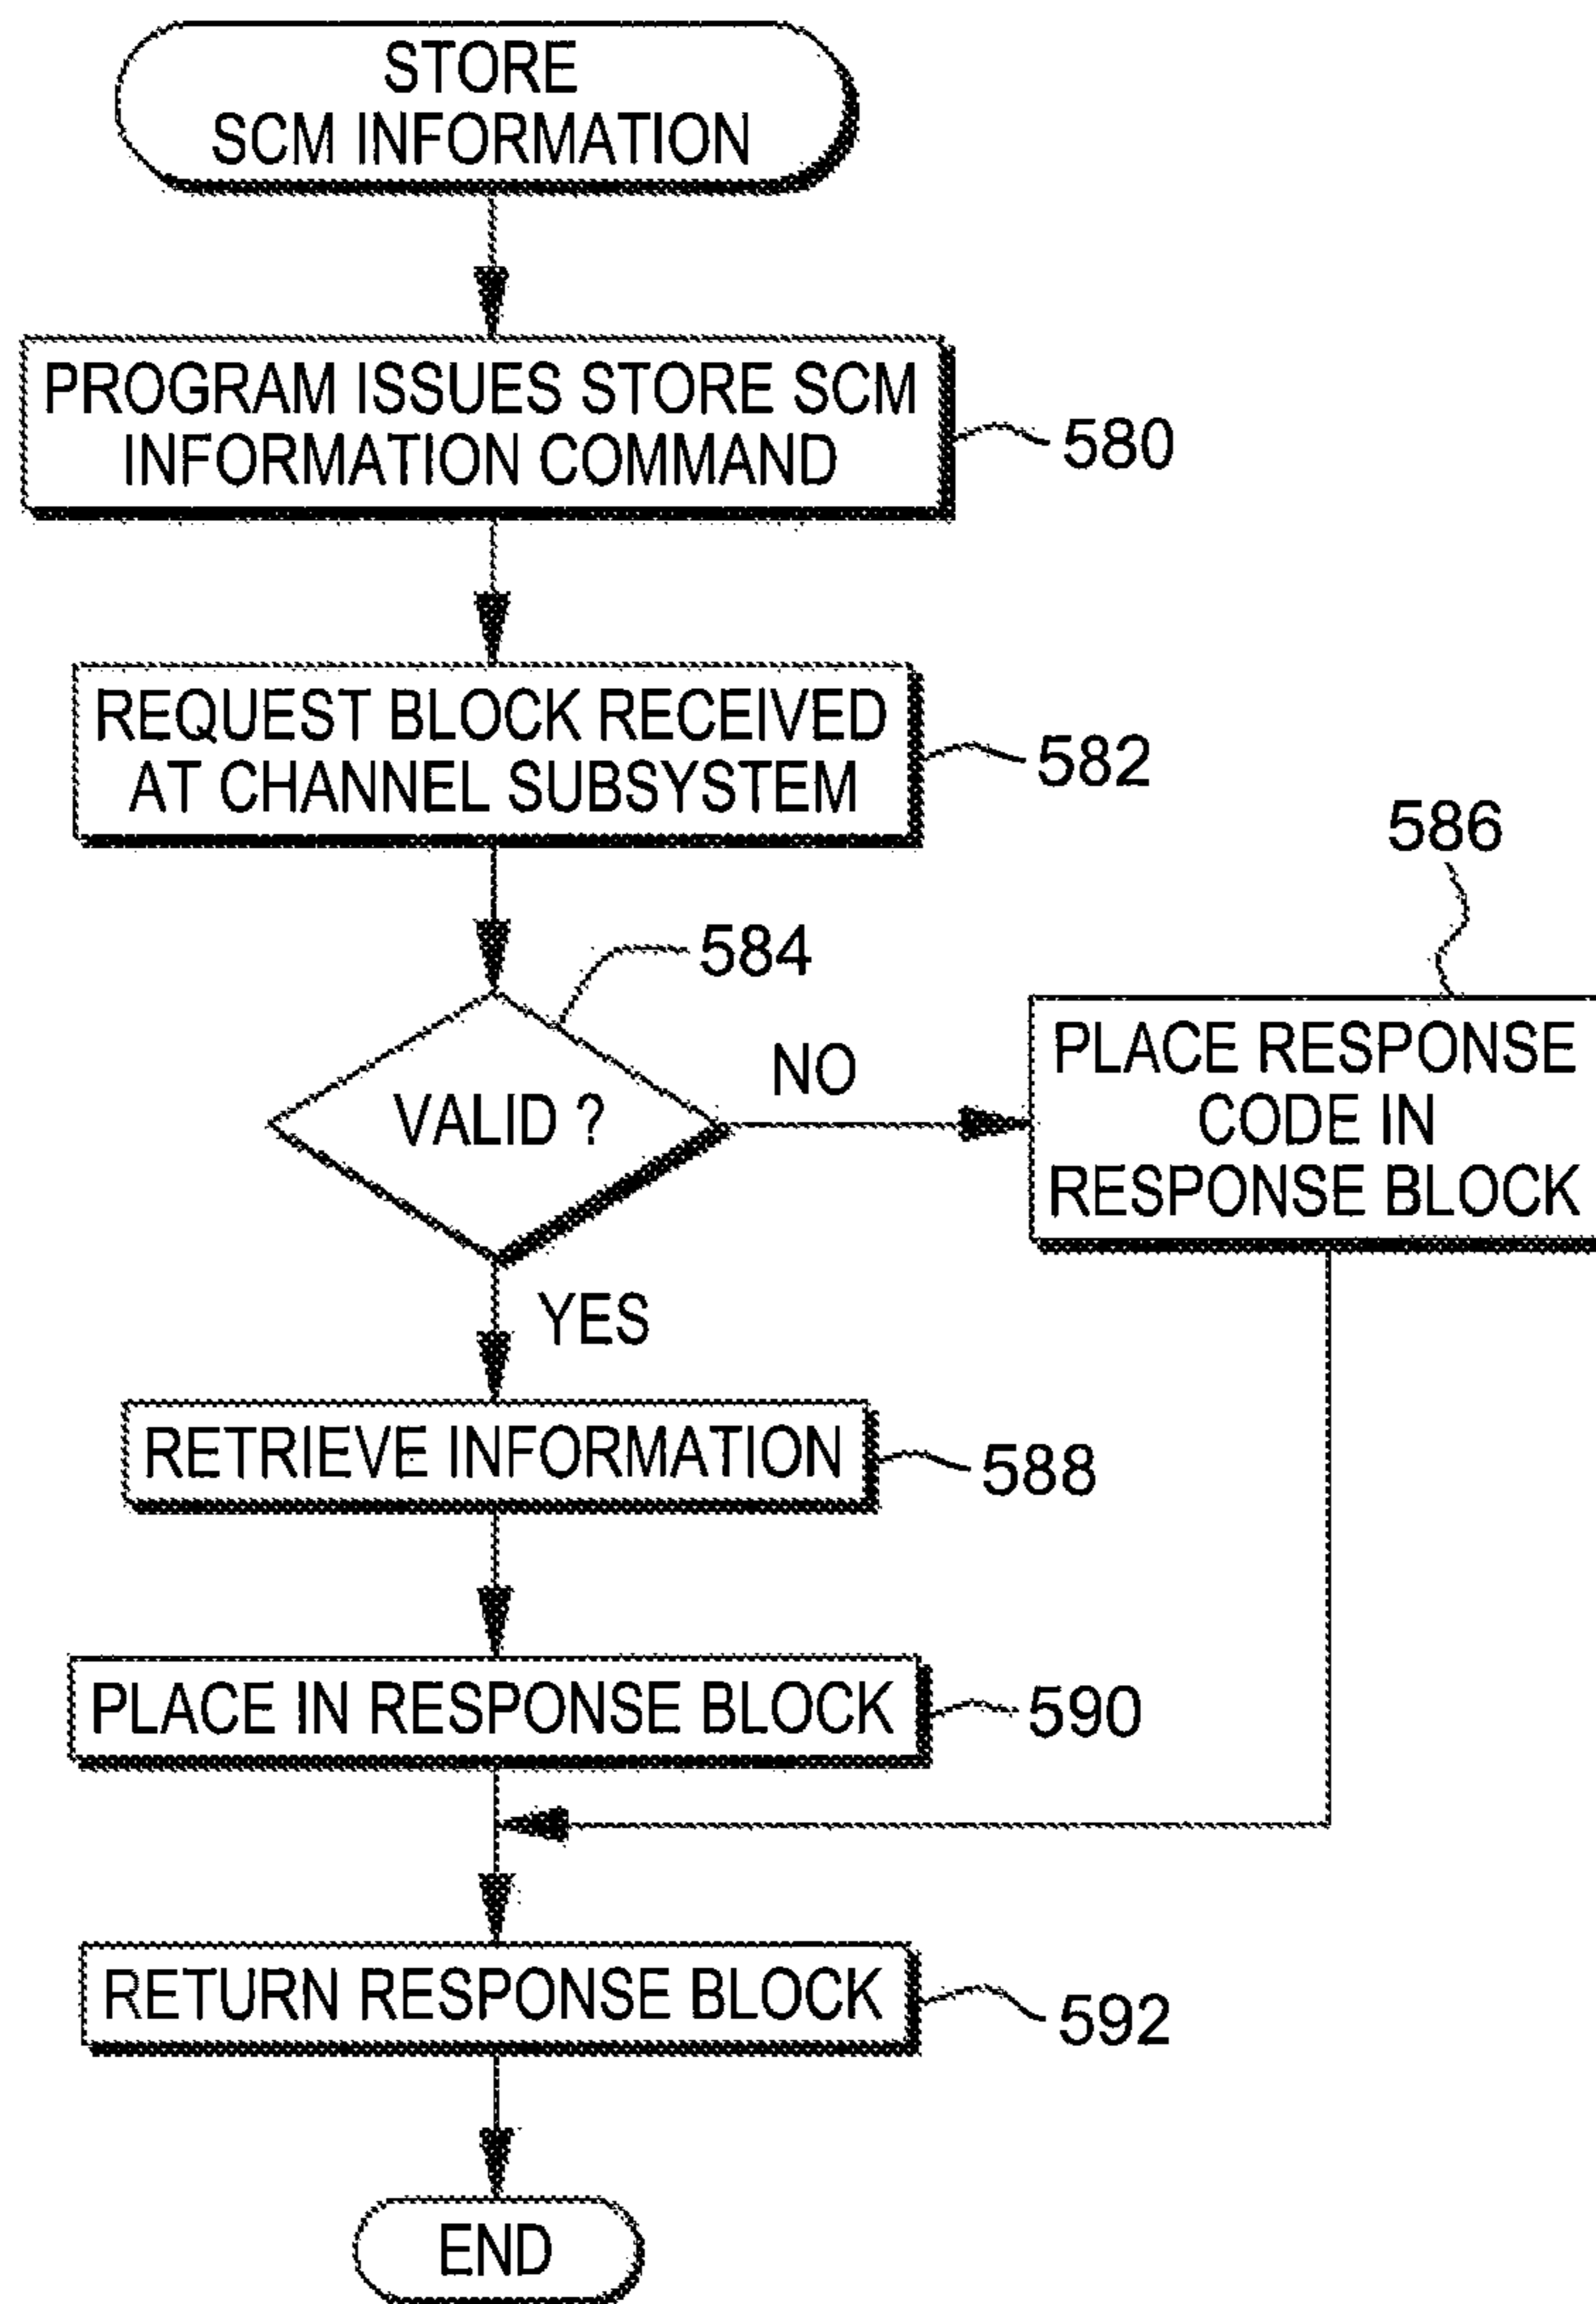 STORE
SCM INFORMATION
PROGRAM ISSUES STORE SCM
INFORMATION COMMAND
580
REQUEST BLOCK RECEIVED
AT CHANNEL SUBSYSTEM
582
584
VALID ?
NO
586
PLACE RESPONSE
CODE IN
RESPONSE BLOCK
YES
RETRIEVE INFORMATION
588
PLACE IN RESPONSE BLOCK
590
RETURN RESPONSE BLOCK
592
END